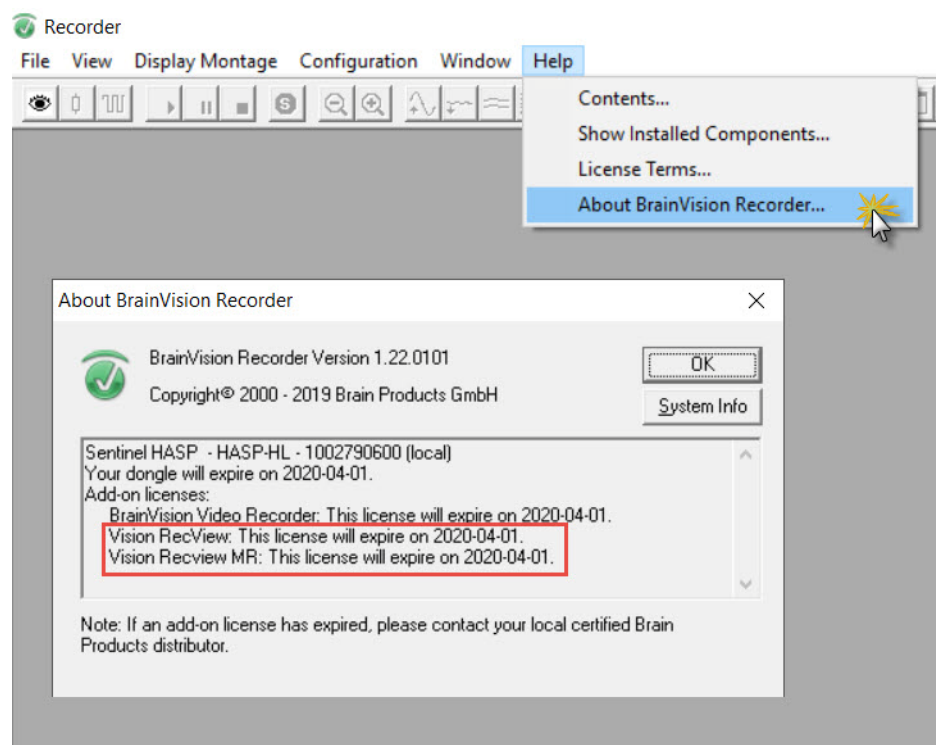 Recorder
File View Display Montage Configuration Window Help
S
Contents...
Show Installed Components...
License Terms...
About BrainVision Recorder...
About BrainVision Recorder
BrainVision Recorder Version 1.22.0101
OK
Copyright© 2000 - 2019 Brain Products GmbH
System Info
Sentinel HASP - HASP-HL - 1002790600 (local)
Your dongle will expire on 2020-04-01.
Add-on licenses:
BrainVision Video Recorder: This license will expire on 2020-04-01.
Vision RecView: This license will expire on 2020-04-01.
Vision Recview MR: This license will expire on 2020-04-01.
Note: If an add-on license has expired, please contact your local certified Brain
Products distributor.